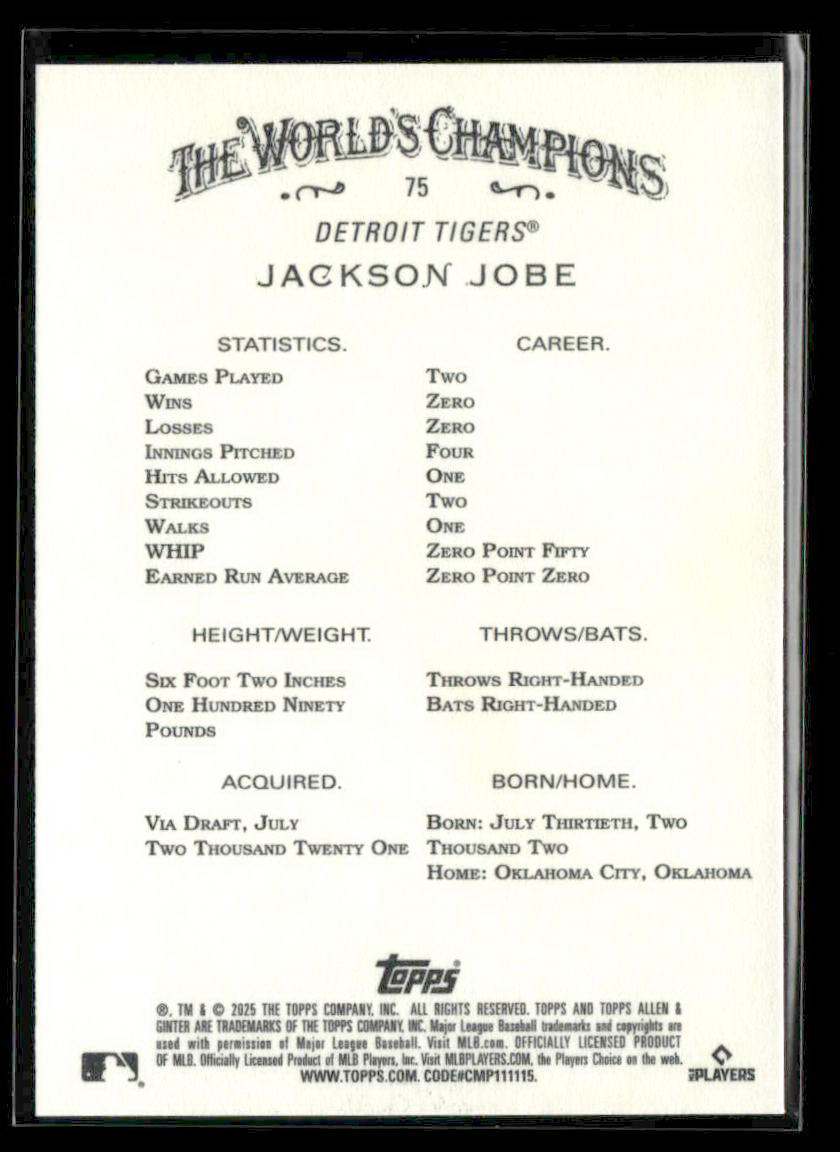 THE WORLD'S CHAMPIONS
75
DETROIT TIGERS®
JACKSON JOBE
STATISTICS. CAREER.
GAMES PLAYED TWO
WINS ZERO
LOSSES ZERO
INNINGS PITCHED FOUR
HITS ALLOWED ONE
STRIKEOUTS TWO
WALKS ONE
WHIP ZERO POINT FIFTY
EARNED RUN AVERAGE ZERO POINT ZERO
HEIGHT/WEIGHT. THROWS/BATS.
SIX FOOT TWO INCHES THROWS RIGHT-HANDED
ONE HUNDRED NINETY BATS RIGHT-HANDED
POUNDS
ACQUIRED. BORN/HOME.
VIA DRAFT, JULY BORN: JULY THIRTIETH, TWO
TWO THOUSAND TWENTY ONE THOUSAND TWO
HOME: OKLAHOMA CITY, OKLAHOMA
topps®
®, TM & © 2025 THE TOPPS COMPANY, INC. ALL RIGHTS RESERVED. TOPPS AND TOPPS ALLEN &
GINTER ARE TRADEMARKS OF THE TOPPS COMPANY, INC. Major League Baseball trademarks and copyrights are
used with permission of Major League Baseball. Visit MLB.com. OFFICIALLY LICENSED PRODUCT
OF MLB. Officially Licensed Product of MLB Players, Inc. Visit MLBPLAYERS.COM, the Players Choice on the web.
WWW.TOPPS.COM. CODE#CMP111115.
MLB PLAYERS